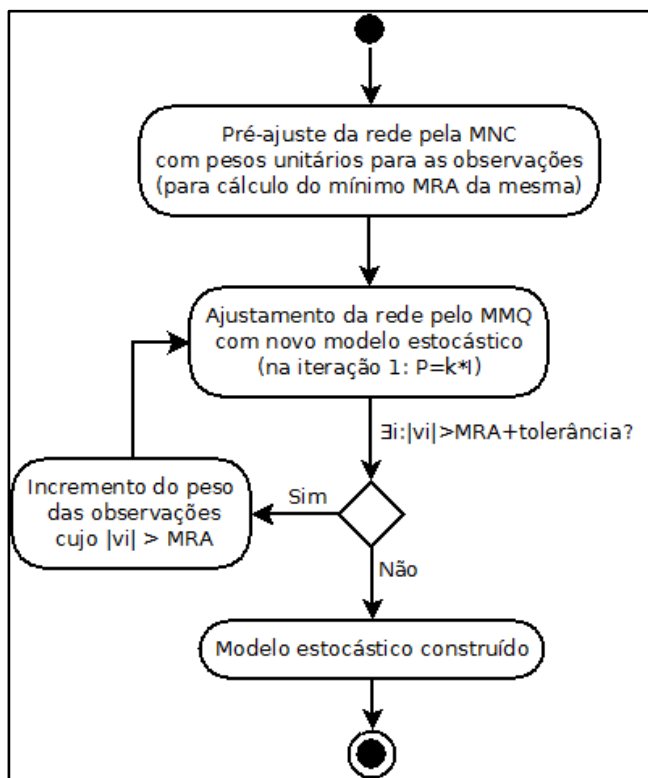 Pré-ajuste da rede pela MNC
com pesos unitários para as observações
(para cálculo do mínimo MRA da mesma)
Ajustamento da rede pelo MMQ
com novo modelo estocástico
(na iteração 1: P=k*I)
∃i:|vi|>MRA+tolerância?
Incremento do peso
das observações
cujo |vi| > MRA
Sim
Não
Modelo estocástico construído